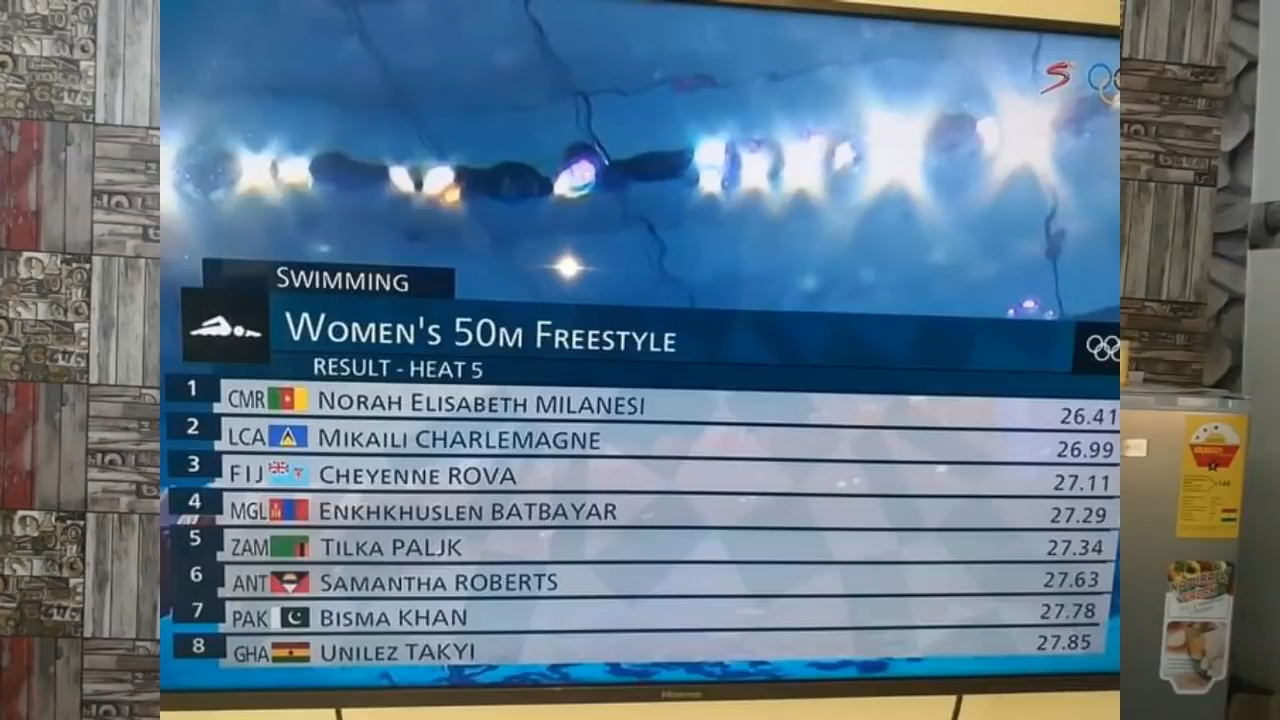 SWIMMING
WOMEN'S 50M FREESTYLE
RESULT - HEAT 5
1 CMR NORAH ELISABETH MILANESI 26.41
2 LCA MIKAILI CHARLEMAGNE 26.99
3 FIJ CHEYENNE ROVA 27.11
4 MGL ENKHKHUSLEN BATBAYAR 27.29
5 ZAM TILKA PALJK 27.34
6 ANT SAMANTHA ROBERTS 27.63
7 PAK BISMA KHAN 27.78
8 GHA UNILEZ TAKYI 27.85
Hisense